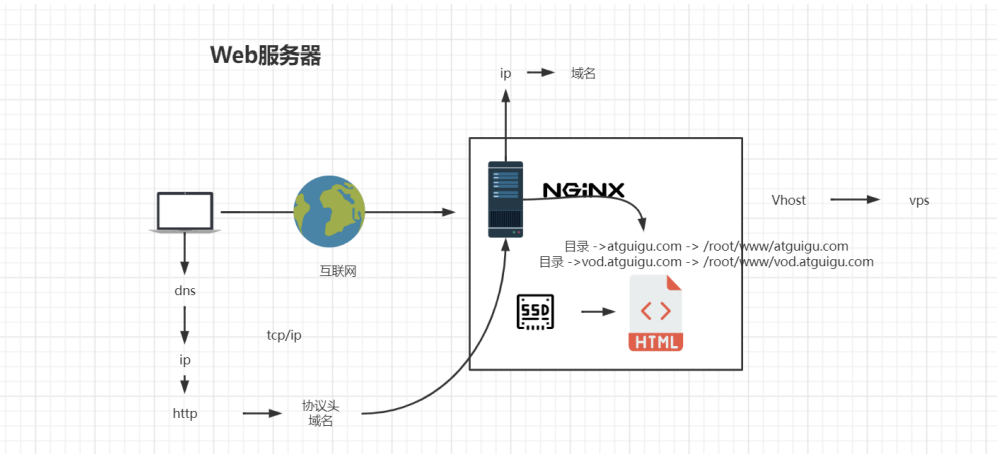 Web服务器
ip
域名
NGiNX
Vhost
vps
目录 ->atguigu.com -> /root/www/atguigu.com
目录 ->vod.atguigu.com -> /root/www/vod.atguigu.com
互联网
dns
SSD
tcp/ip
HTML
ip
http
协议头
域名